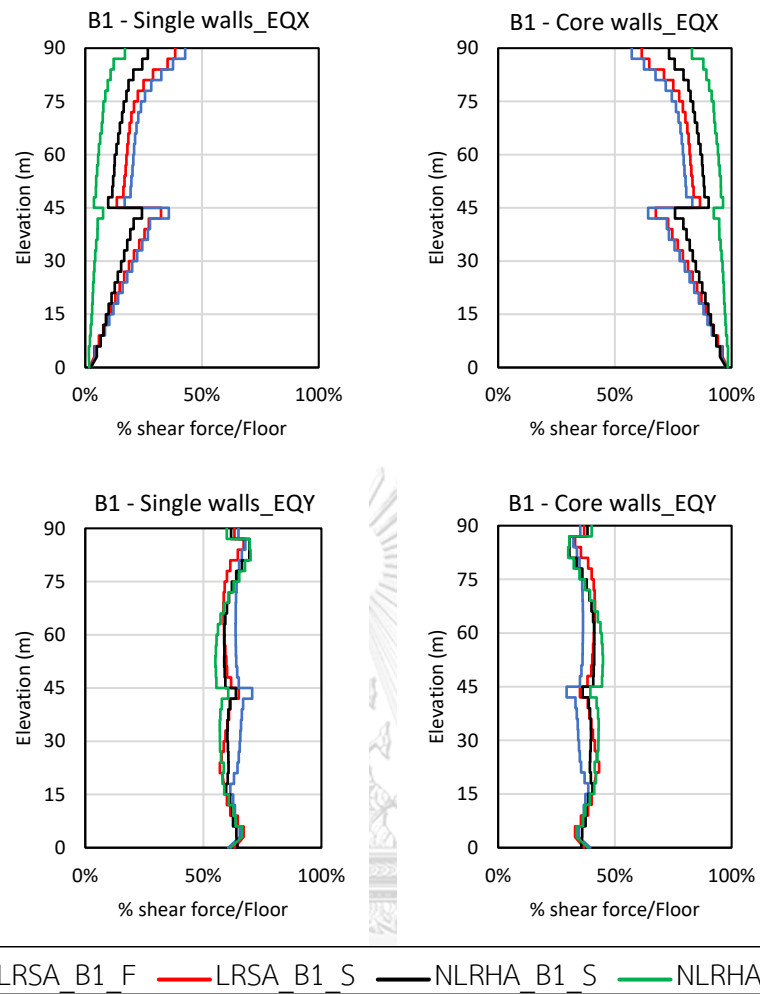 B1 - Single walls_EQX
B1 - Core walls_EQX
90
75
60
45
30
15
0
Elevation (m)
0% 50% 100%
% shear force/Floor
90
75
60
45
30
15
0
Elevation (m)
0% 50% 100%
% shear force/Floor
B1 - Single walls_EQY
B1 - Core walls_EQY
90
75
60
45
30
15
0
Elevation (m)
0% 50% 100%
% shear force/Floor
90
75
60
45
30
15
0
Elevation (m)
0% 50% 100%
% shear force/Floor
LRSA_B1_F LRSA_B1_S NLRHA_B1_S NLRHA